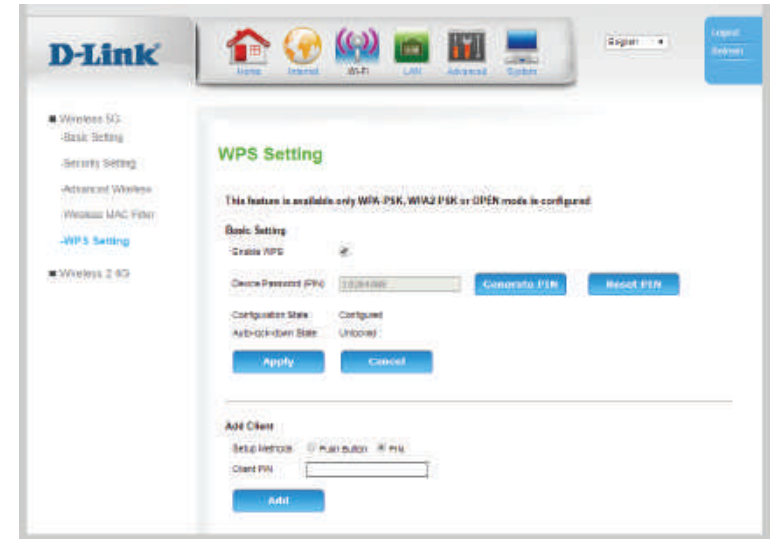 D-Link
Home
Internet
Wi-Fi
LAN
Advanced
System
English
Logout
Refresh
Wireless 5G
-Basic Setting
-Security Setting
-Advanced Wireless
-Wireless MAC Filter
-WPS Setting
Wireless 2.4G
WPS Setting
This feature is available only WPA-PSK, WPA2 PSK or OPEN mode is configured
Basic Setting
Enable WPS
Device Password (PIN)
Generate PIN
Reset PIN
Configuration State
Configured
Auto-lock-down State
Unlocked
Apply
Cancel
Add Client
Setup Methods
Push Button
PIN
Client PIN
Add